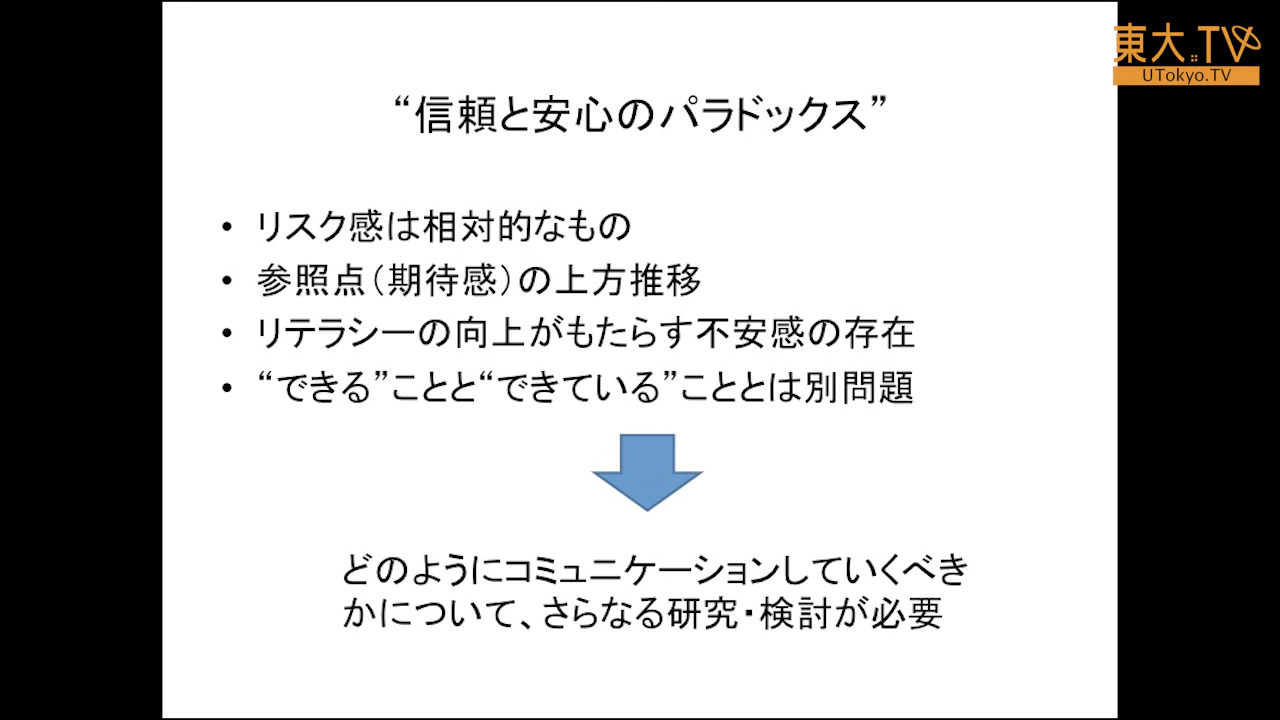 東大.TV
UTokyo.TV
“信頼と安心のパラドックス”
• リスク感は相対的なもの
• 参照点(期待感)の上方推移
• リテラシーの向上がもたらす不安感の存在
• “できる”ことと“できている”こととは別問題
どのようにコミュニケーションしていくべき
かについて、さらなる研究・検討が必要